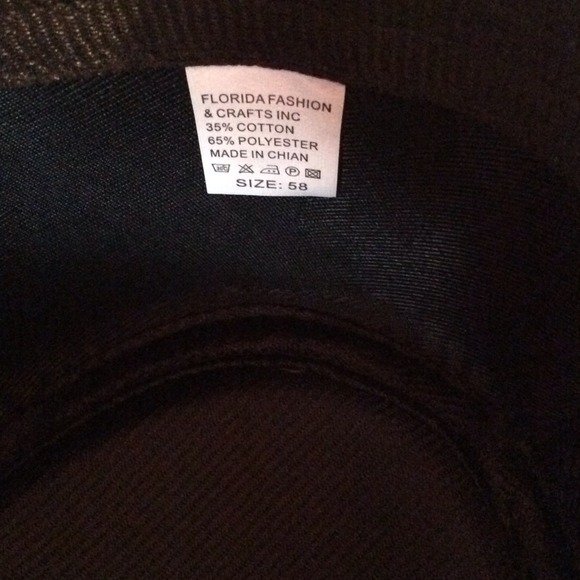 FLORIDA FASHION
& CRAFTS INC
35% COTTON
65% POLYESTER
MADE IN CHIAN
P
SIZE: 58